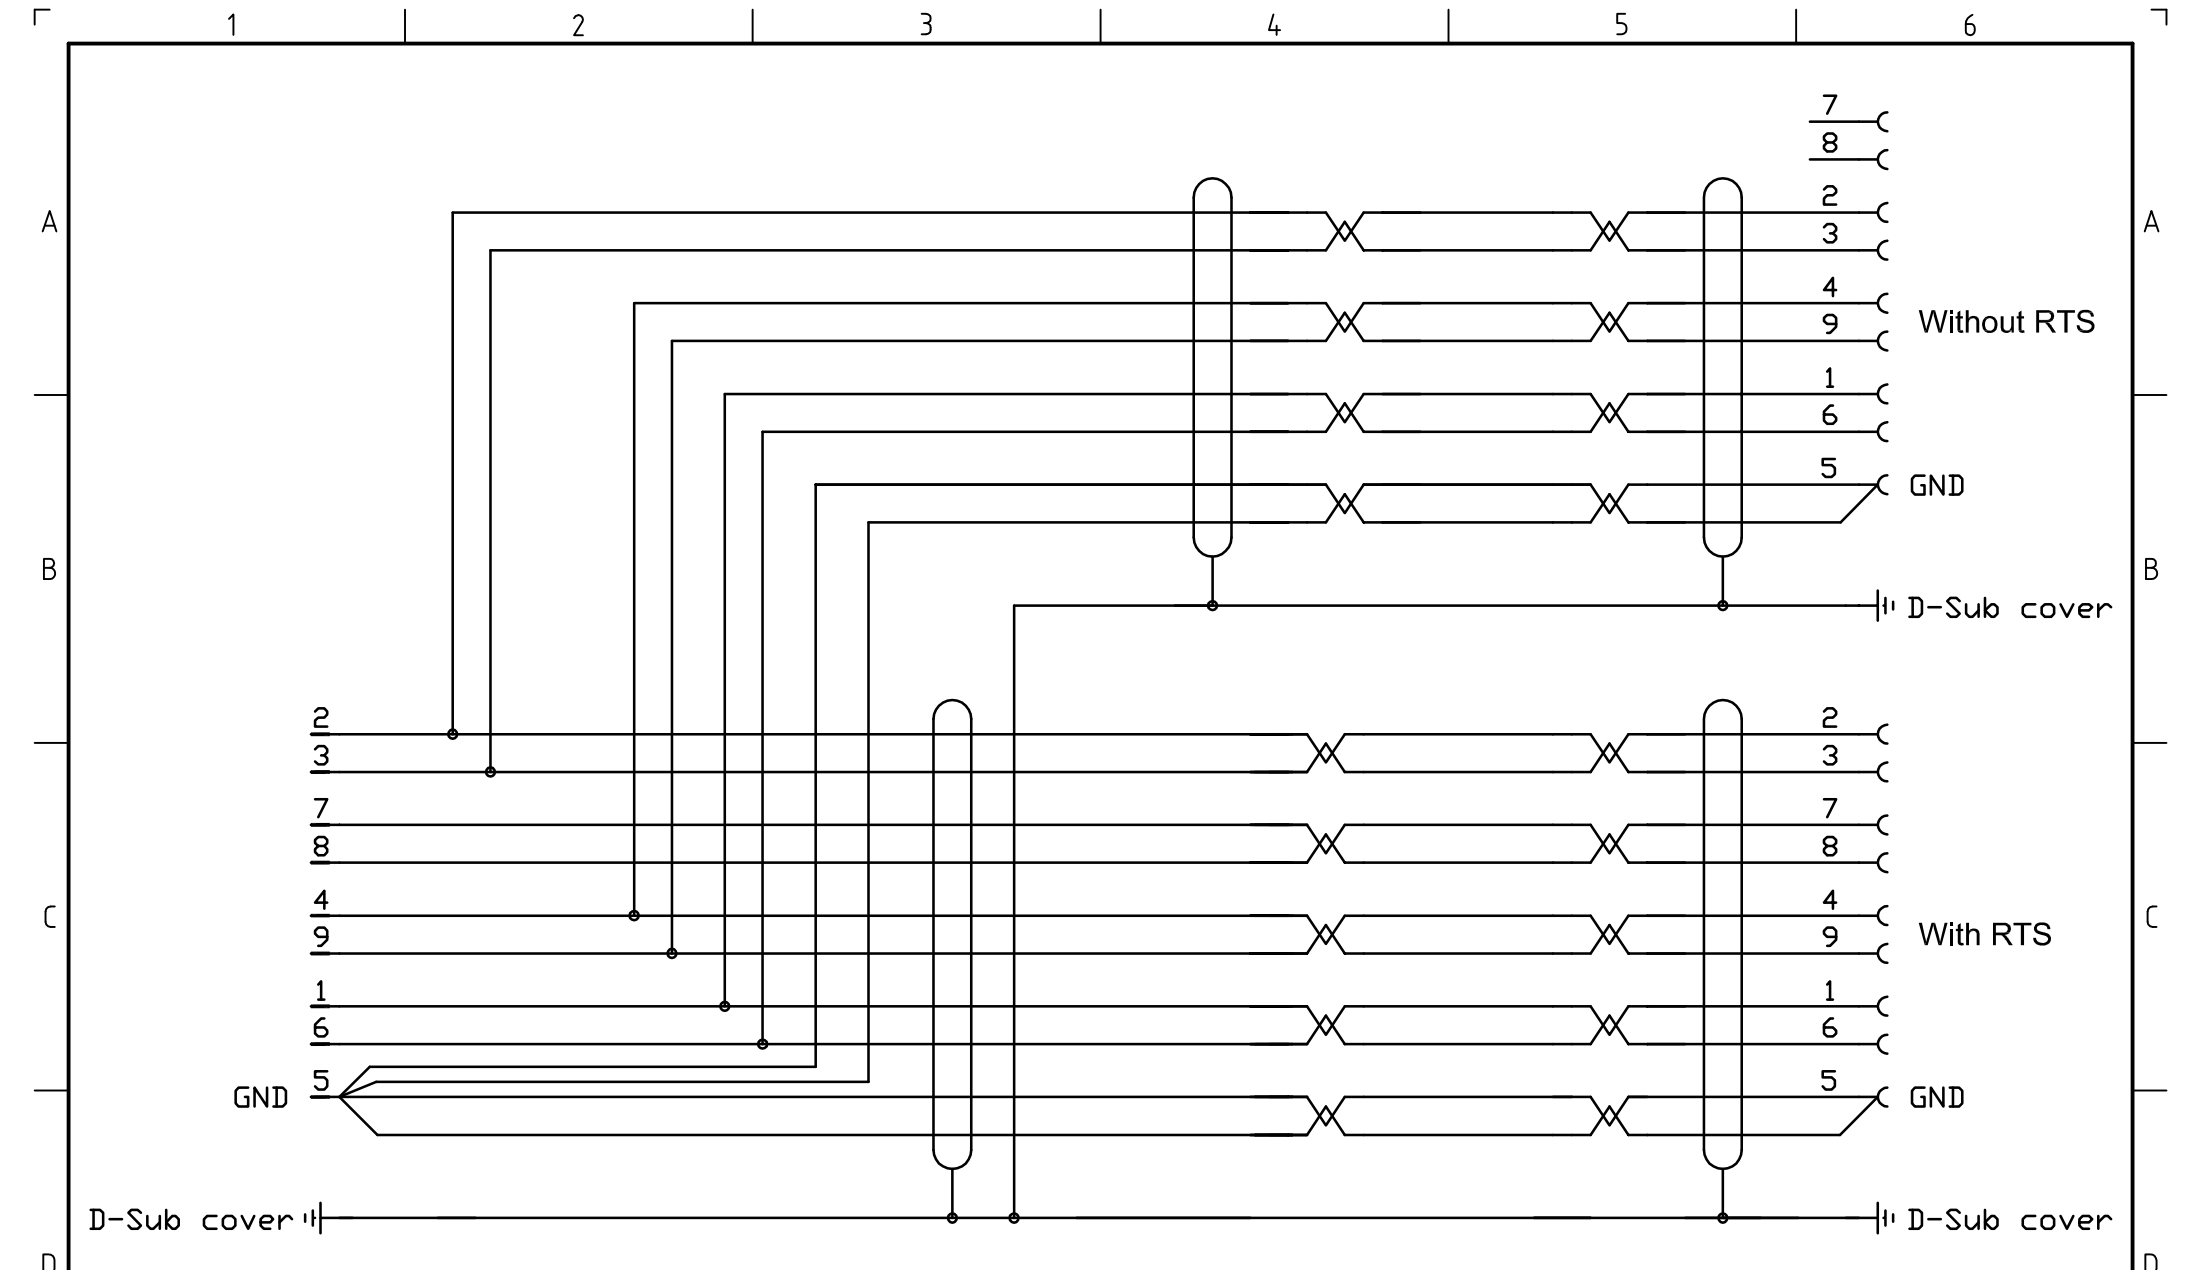 1 2 3 4 5 6
7
8
A 2 A
3
4
Without RTS
9
1
6
5
GND
B B
D-Sub cover
2 2
3 3
7 7
8 8
4 4
C C
9 With RTS 9
1 1
6 6
5 5
GND GND
D-Sub cover D-Sub cover
D D